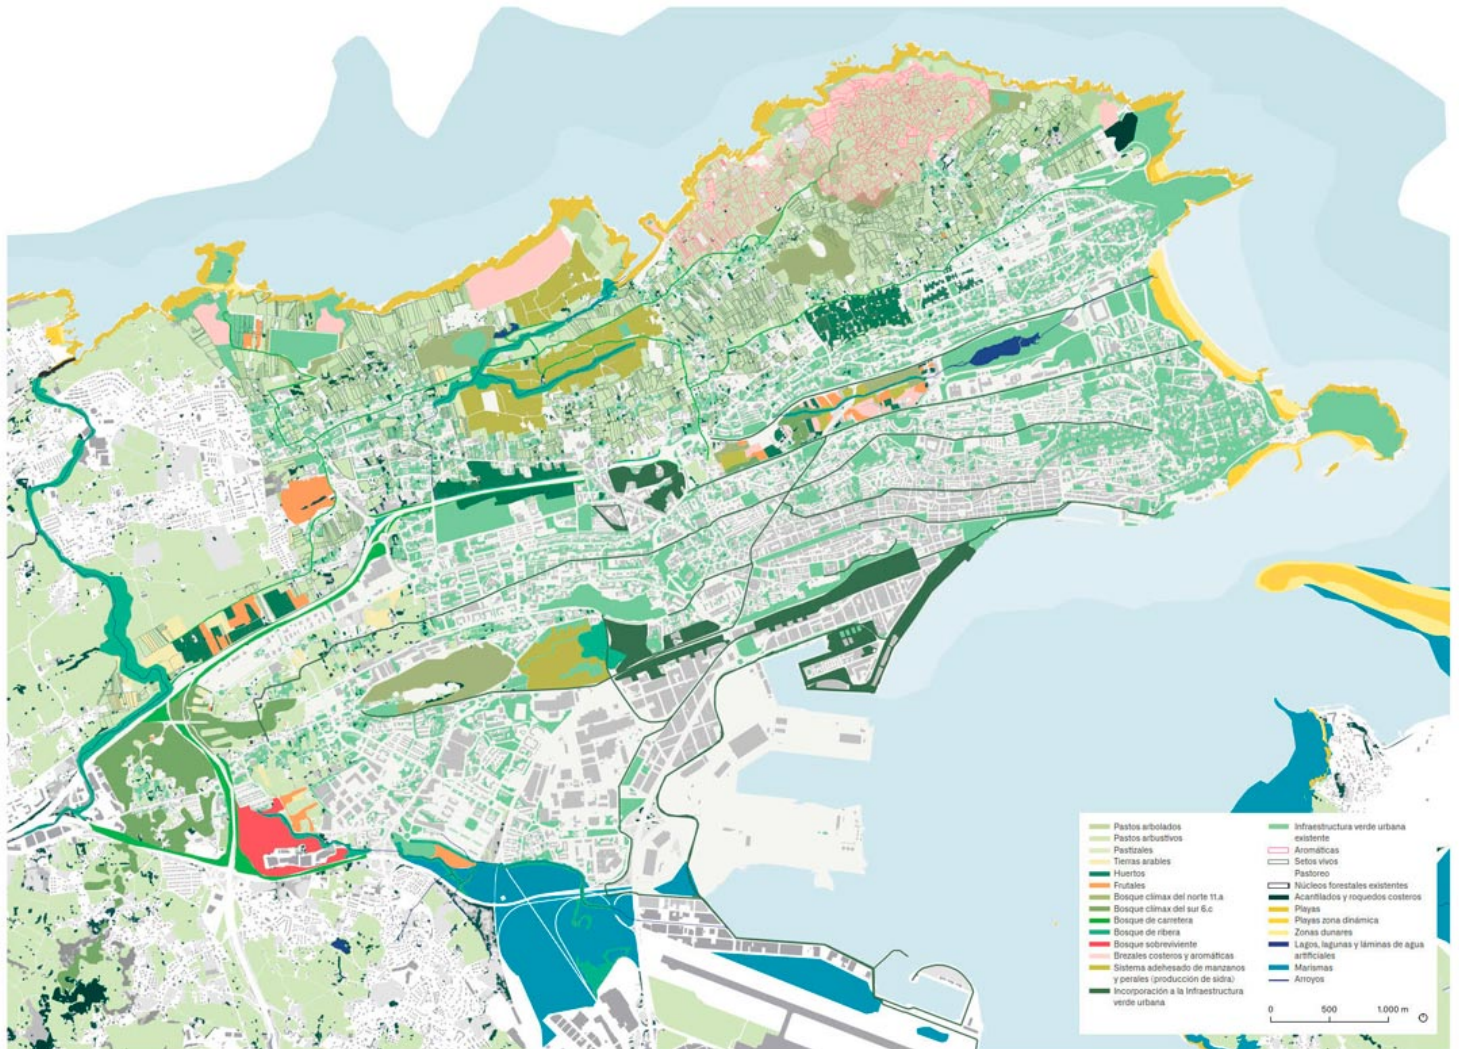 Pastos arbolados
Pastos arbustivos
Pastizales
Tierras arables
Huertos
Frutales
Bosque clímax del norte 11.a
Bosque clímax del sur 6.c
Bosque de carretera
Bosque de ribera
Bosque sobreviviente
Brezales costeros y aromáticas
Sistema adehesado de manzanos
y perales (producción de sidra)
Incorporación a la Infraestructura
verde urbana
Infraestructura verde urbana
existente
Aromáticas
Setos vivos
Pastoreo
Núcleos forestales existentes
Acantilados y roquedos costeros
Playas
Playas zona dinámica
Zonas dunares
Lagos, lagunas y láminas de agua
artificiales
Marismas
Arroyos
0 500 1.000 m